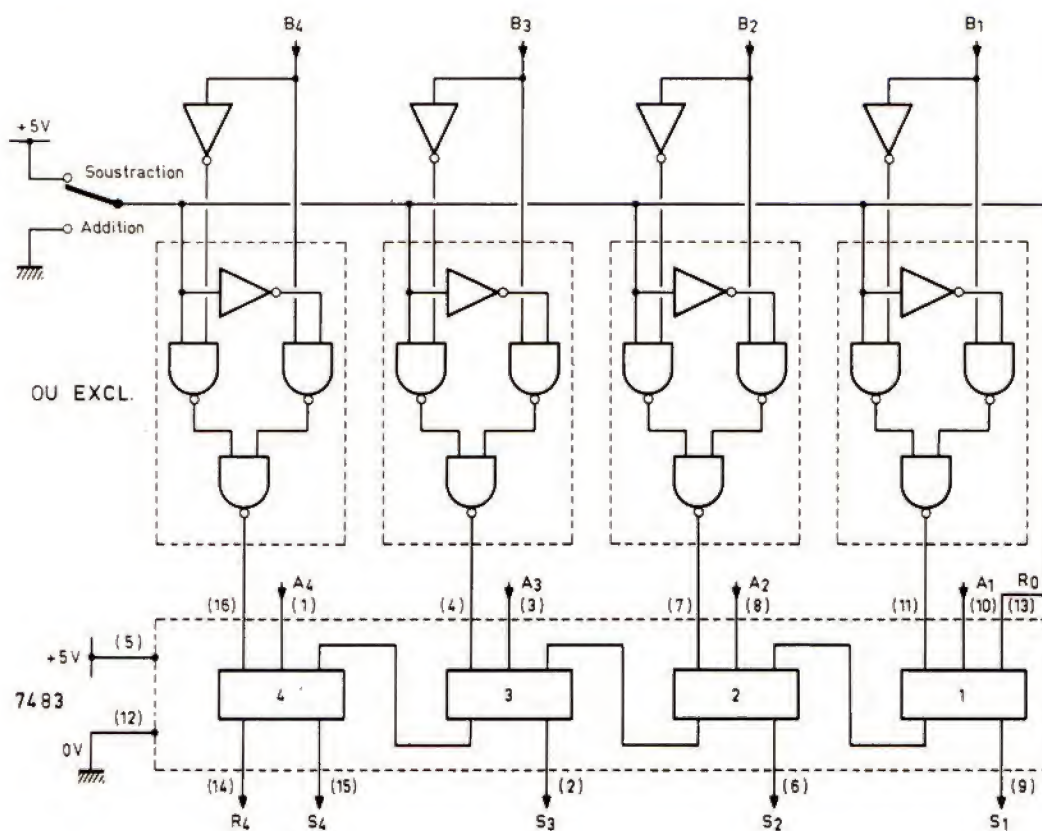 B4 B3 B2 B1
+5V
Soustraction
Addition
OU EXCL.
A4 A3 A2 A1 R0
(16) (1) (4) (3) (7) (8) (11) (10) (13)
+5V (5)
4 3 2 1
7483
(12)
0V
(14) (15) (2) (6) (9)
R4 S4 S3 S2 S1